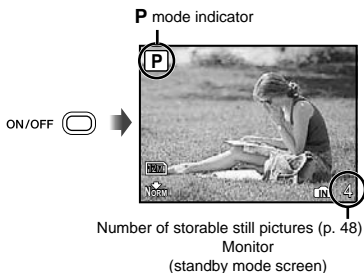 P mode indicator
P
ON/OFF
12M
NORM
IN 4
Number of storable still pictures (p. 48)
Monitor
(standby mode screen)